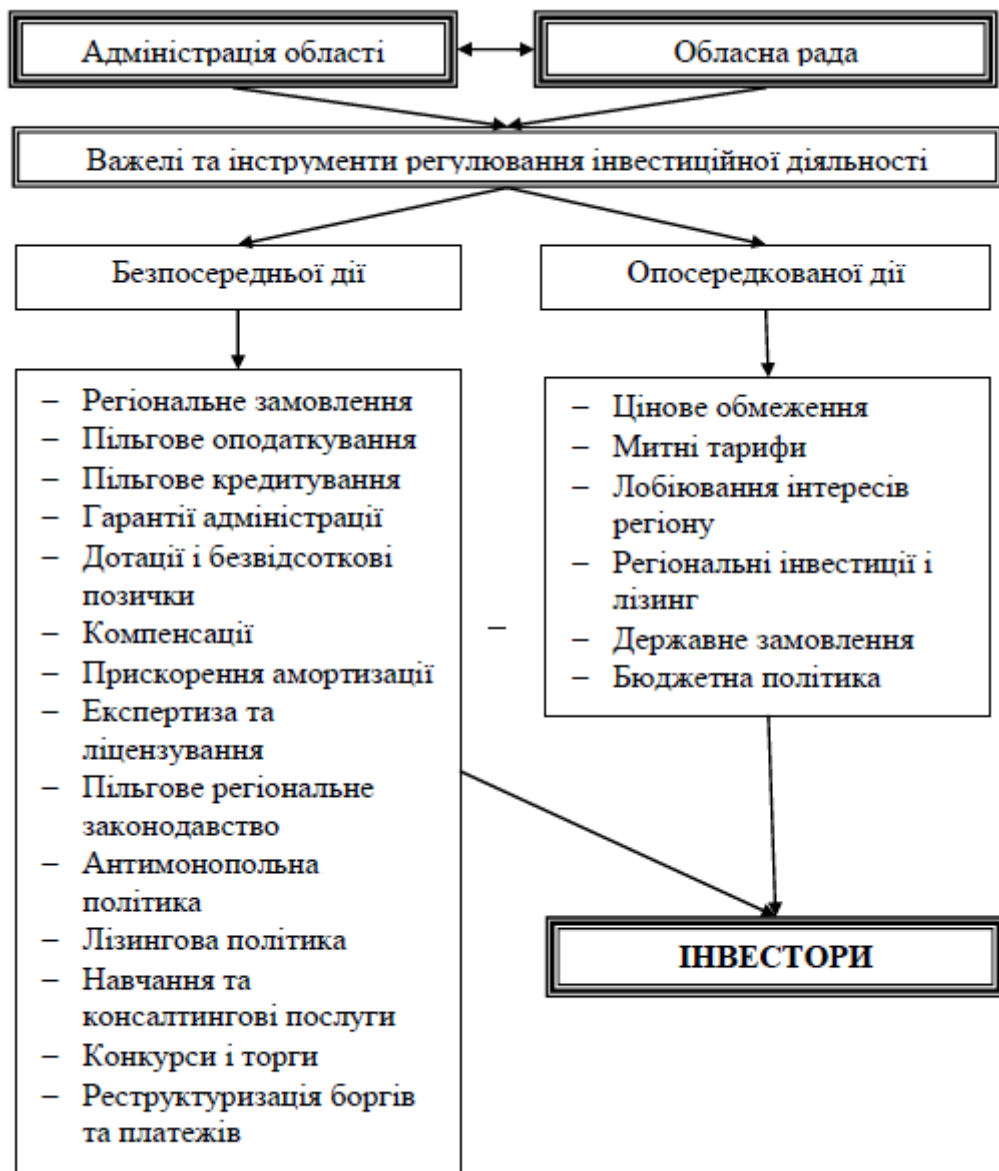 Адміністрація області
Обласна рада
Важелі та інструменти регулювання інвестиційної діяльності
Безпосередньої дії
Опосередкованої дії
– Регіональне замовлення
– Пільгове оподаткування
– Пільгове кредитування
– Гарантії адміністрації
– Дотації і безвідсоткові
позички
– Компенсації
– Прискорення амортизації
– Експертиза та
ліцензування
– Пільгове регіональне
законодавство
– Антимонопольна
політика
– Лізингова політика
– Навчання та
консалтингові послуги
– Конкурси і торги
– Реструктуризація боргів
та платежів
–
– Цінове обмеження
– Митні тарифи
– Лобіювання інтересів
регіону
– Регіональні інвестиції і
лізинг
– Державне замовлення
– Бюджетна політика
ІНВЕСТОРИ